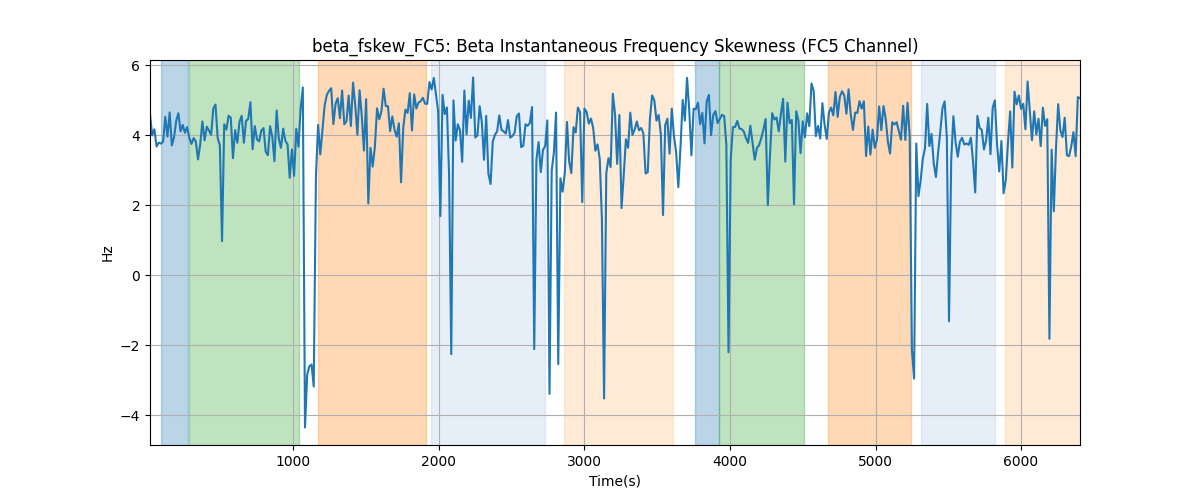 beta_fskew_FC5: Beta Instantaneous Frequency Skewness (FC5 Channel)
6
4
2
0
−2
−4
Hz
1000 2000 3000 4000 5000 6000
Time(s)